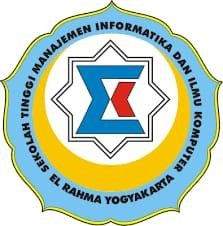 SEKOLAH TINGGI MANAJEMEN INFORMATIKA DAN ILMU KOMPUTER
EL RAHMA YOGYAKARTA